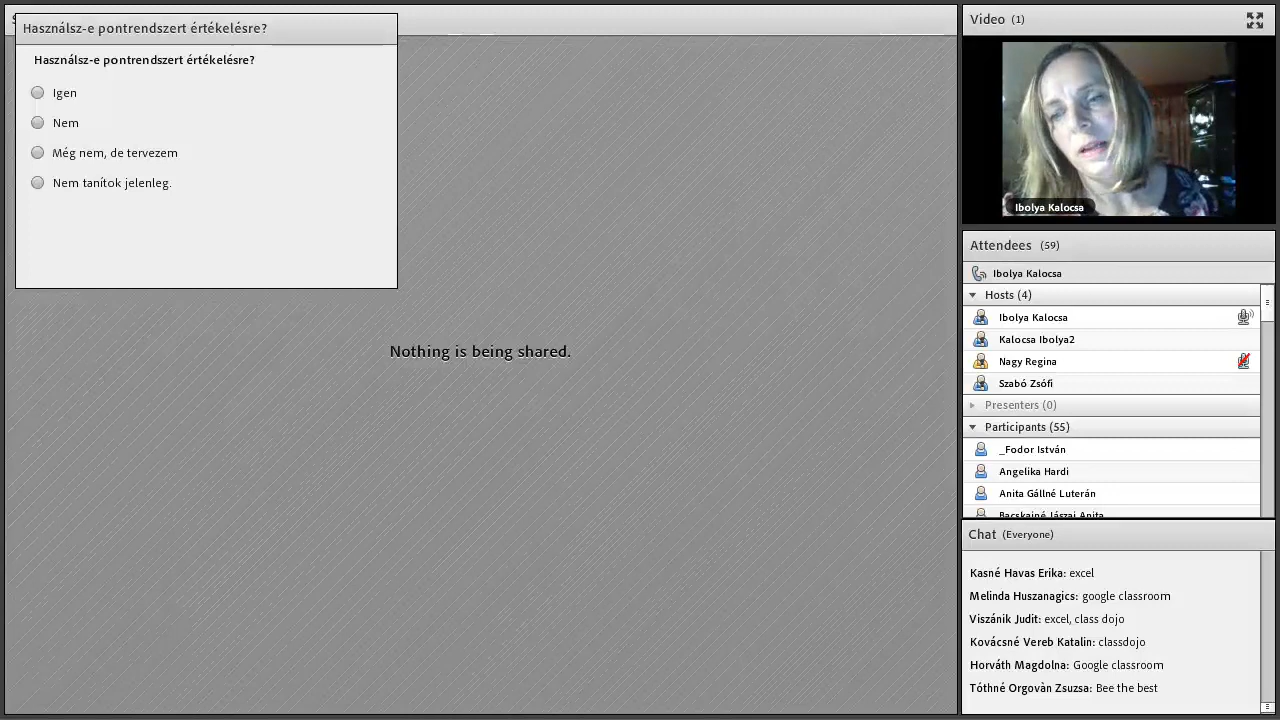 Használsz-e pontrendszert értékelésre?
Használsz-e pontrendszert értékelésre?
Igen
Nem
Még nem, de tervezem
Nem tanítok jelenleg.
Nothing is being shared.
Video (1)
Ibolya Kalocsa
Attendees (59)
Ibolya Kalocsa
Hosts (4)
Ibolya Kalocsa
Kalocsa Ibolya2
Nagy Regina
Szabó Zsófi
Presenters (0)
Participants (55)
_Fodor István
Angelika Hardi
Anita Gállné Luterán
Bacskainé Jászai Anita
Chat (Everyone)
Kasné Havas Erika: excel
Melinda Huszanagics: google classroom
Viszánik Judit: excel, class dojo
Kovácsné Vereb Katalin: classdojo
Horváth Magdolna: Google classroom
Tóthné Orgovàn Zsuzsa: Bee the best